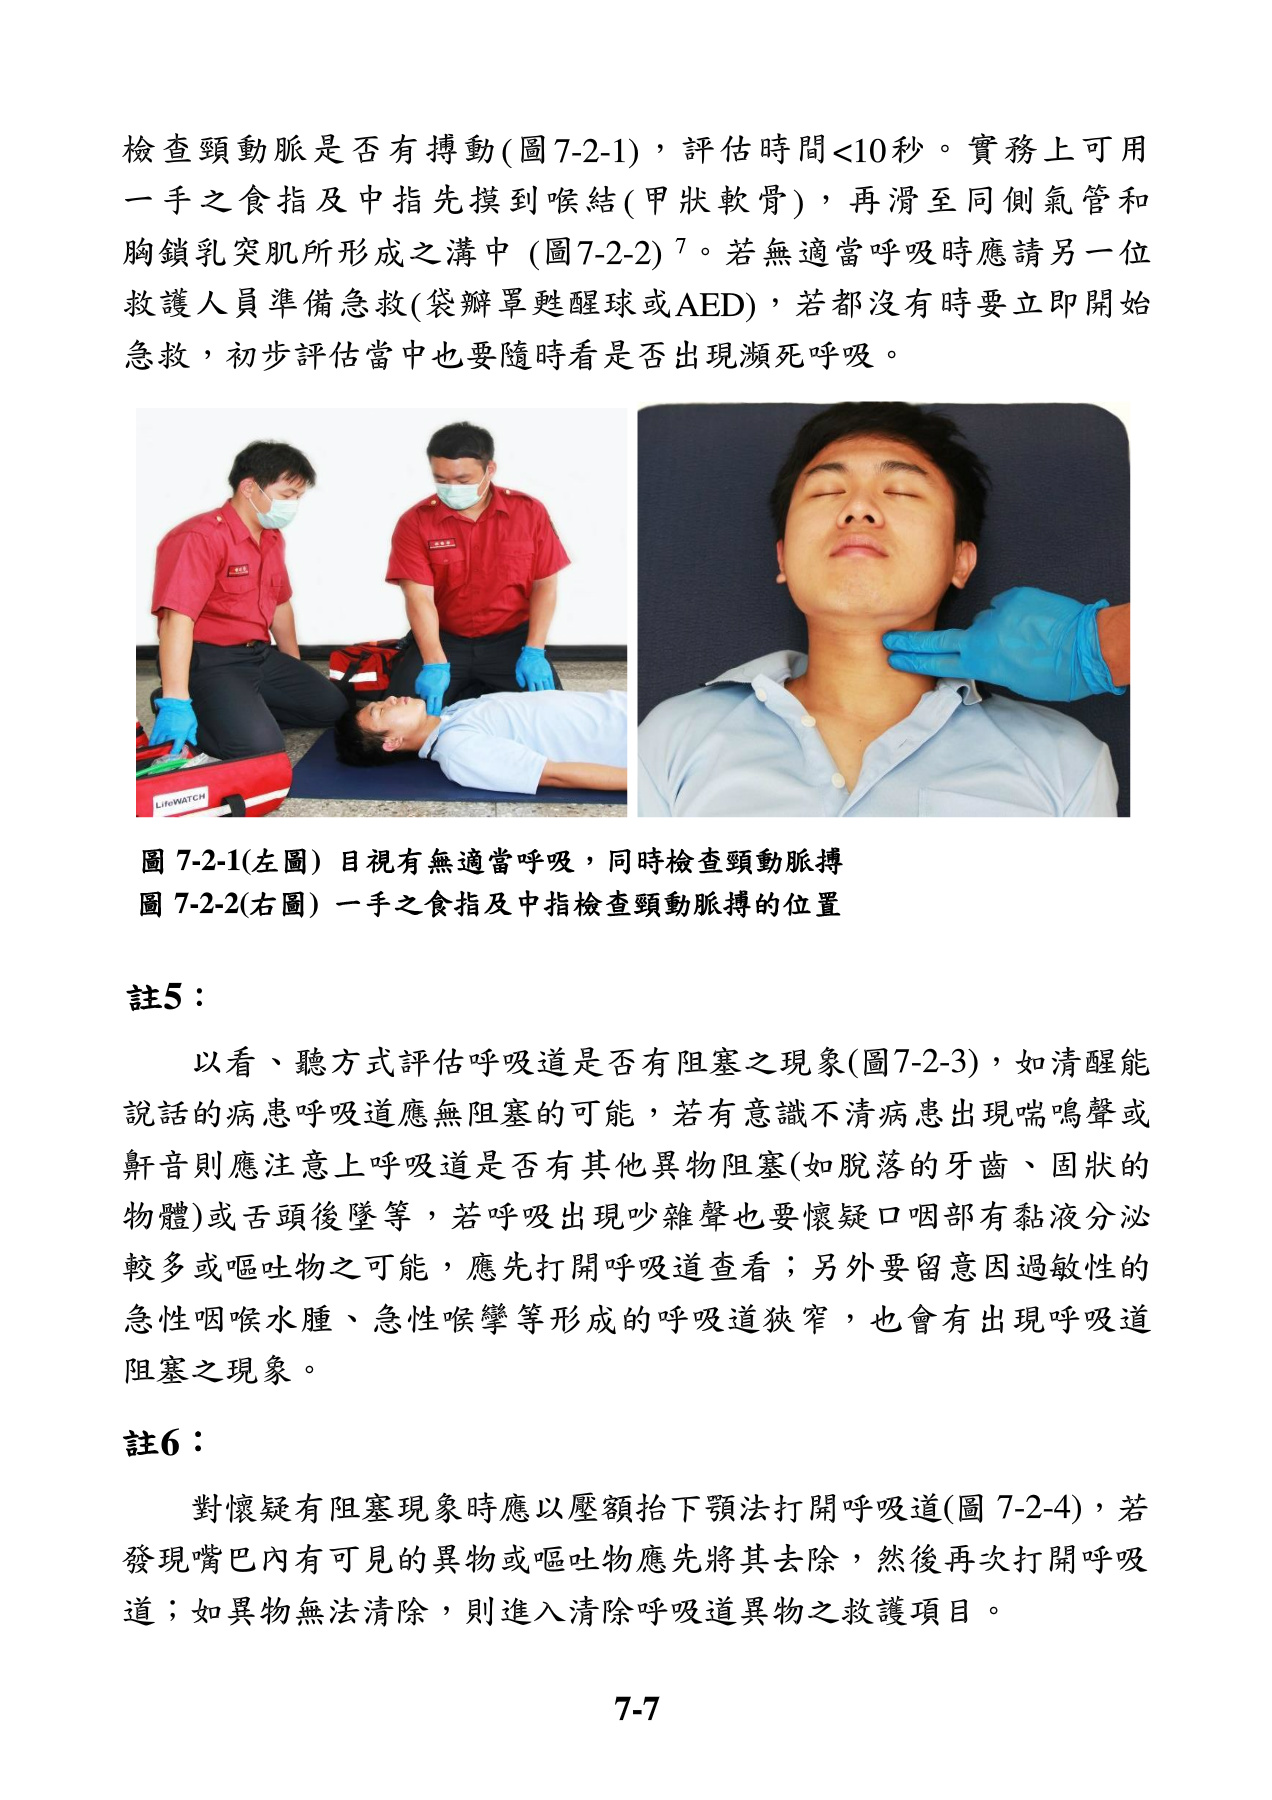 檢查頸動脈是否有搏動(圖7-2-1)，評估時間<10秒。實務上可用
一手之食指及中指先摸到喉結(甲狀軟骨)，再滑至同側氣管和
胸鎖乳突肌所形成之溝中 (圖7-2-2) 7。若無適當呼吸時應請另一位
救護人員準備急救(袋瓣罩甦醒球或AED)，若都沒有時要立即開始
急救，初步評估當中也要隨時看是否出現瀕死呼吸。
LifeWATCH
圖 7-2-1(左圖) 目視有無適當呼吸，同時檢查頸動脈搏
圖 7-2-2(右圖) 一手之食指及中指檢查頸動脈搏的位置
註5：
以看、聽方式評估呼吸道是否有阻塞之現象(圖7-2-3)，如清醒能
說話的病患呼吸道應無阻塞的可能，若有意識不清病患出現喘鳴聲或
鼾音則應注意上呼吸道是否有其他異物阻塞(如脫落的牙齒、固狀的
物體)或舌頭後墜等，若呼吸出現吵雜聲也要懷疑口咽部有黏液分泌
較多或嘔吐物之可能，應先打開呼吸道查看；另外要留意因過敏性的
急性咽喉水腫、急性喉攣等形成的呼吸道狹窄，也會有出現呼吸道
阻塞之現象。
註6：
對懷疑有阻塞現象時應以壓額抬下顎法打開呼吸道(圖 7-2-4)，若
發現嘴巴內有可見的異物或嘔吐物應先將其去除，然後再次打開呼吸
道；如異物無法清除，則進入清除呼吸道異物之救護項目。
7-7